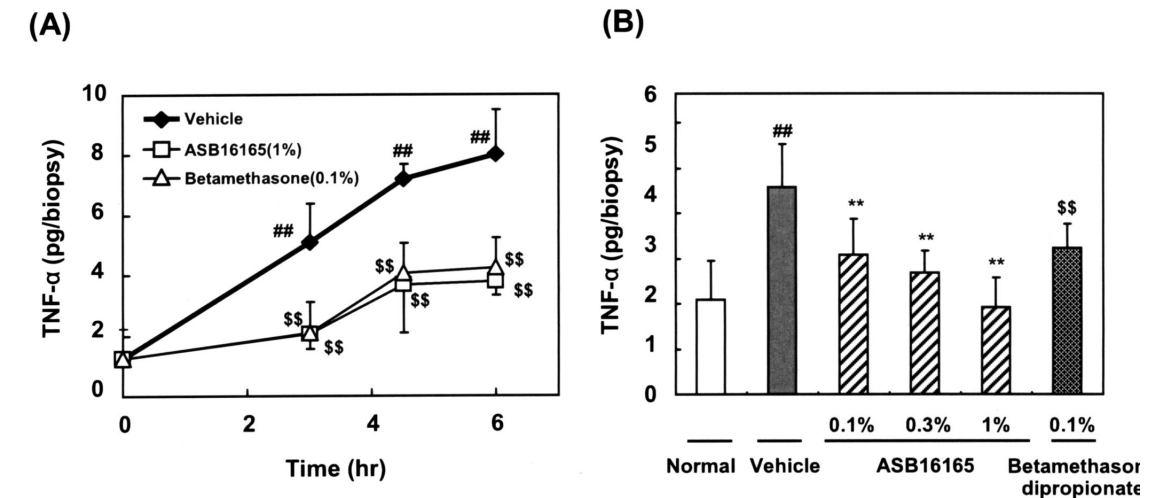 (A)
TNF-α (pg/biopsy)
10
8
6
4
2
0
Vehicle
ASB16165(1%)
Betamethasone(0.1%)
##
##
##
$$
$$
$$
$$
$$
$$
0 2 4 6
Time (hr)
(B)
TNF-α (pg/biopsy)
6
5
4
3
2
1
0
##
**
**
**
$$
0.1% 0.3% 1% 0.1%
Normal Vehicle ASB16165 Betamethason
dipropionate